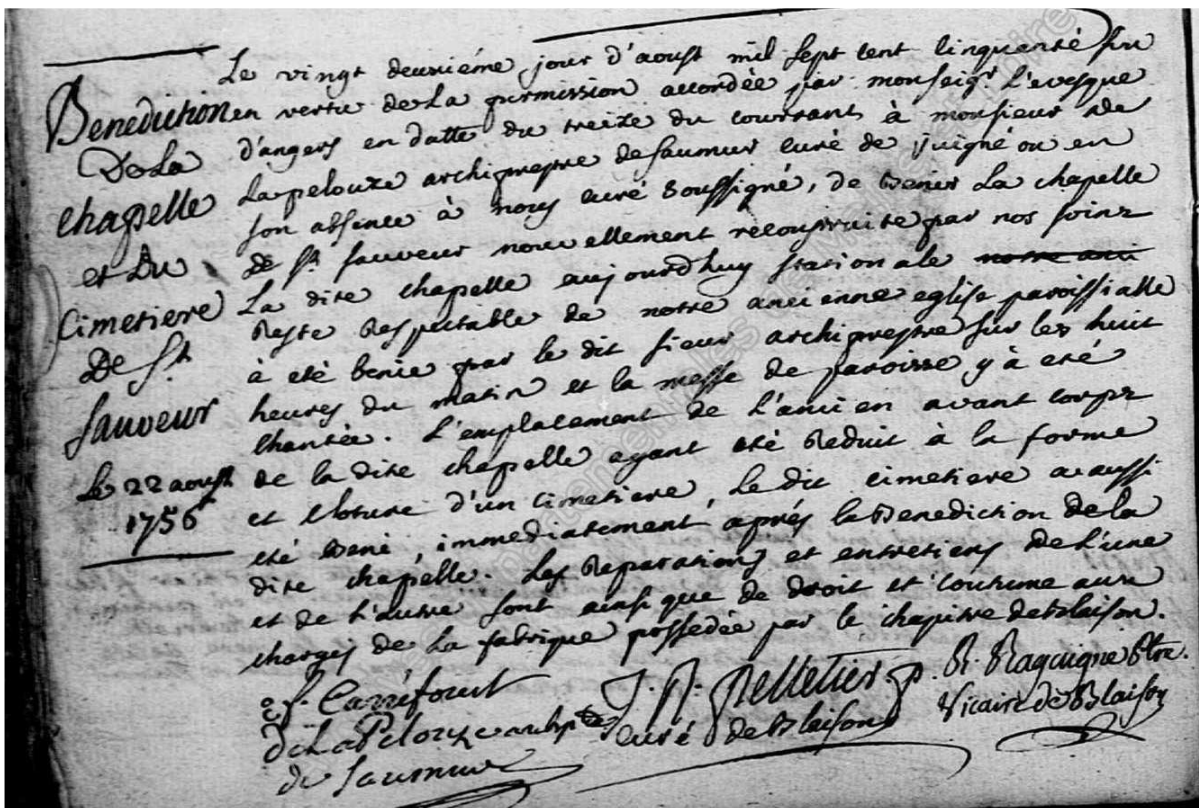 Benediction
De La
chapelle
et Du
Cimetiere
De St
Sauveur
Le 22 aoust
1756
Le vingt deuxiéme jour d'aoust mil sept cent cinquante six
en vertu de La permission accordée par monseigr L'evesque
d'angers en datte du treize du courrant à monsieur De
Lapelouze archiprestre de saumur curé de juigné ou en
son absence à nous curé soussigné, de benir La chapelle
de St sauveur nouvellement reconstruite par nos soins
La dite chapelle aujourd'huy stationale notre anci
Reste Respectable de notre ancienne eglise paroissialle
à eté benie par le dit sieur archiprestre sur les huit
heures du matin et la messe de paroisse y à eté
chantée. L'emplacement de L'ancien avant corps
de la dite chapelle ayant eté Reduit à la forme
et cloture d'un cimetiere, Le dit cimetiere a aussi
eté beni, immediatement aprés la Benediction de la
dite chapelle. Les Reparations et entretiens de L'une
et de L'autre sont ainsi que de droit et coutume aux
charges de La fabrique possedée par le chapitre de Blaison.
Carrefour
de La Pelouze
de Saumur
J. R. Pelletier
curé de Blaison
R. Raguigne Ptre.
Vicaire de Blaison